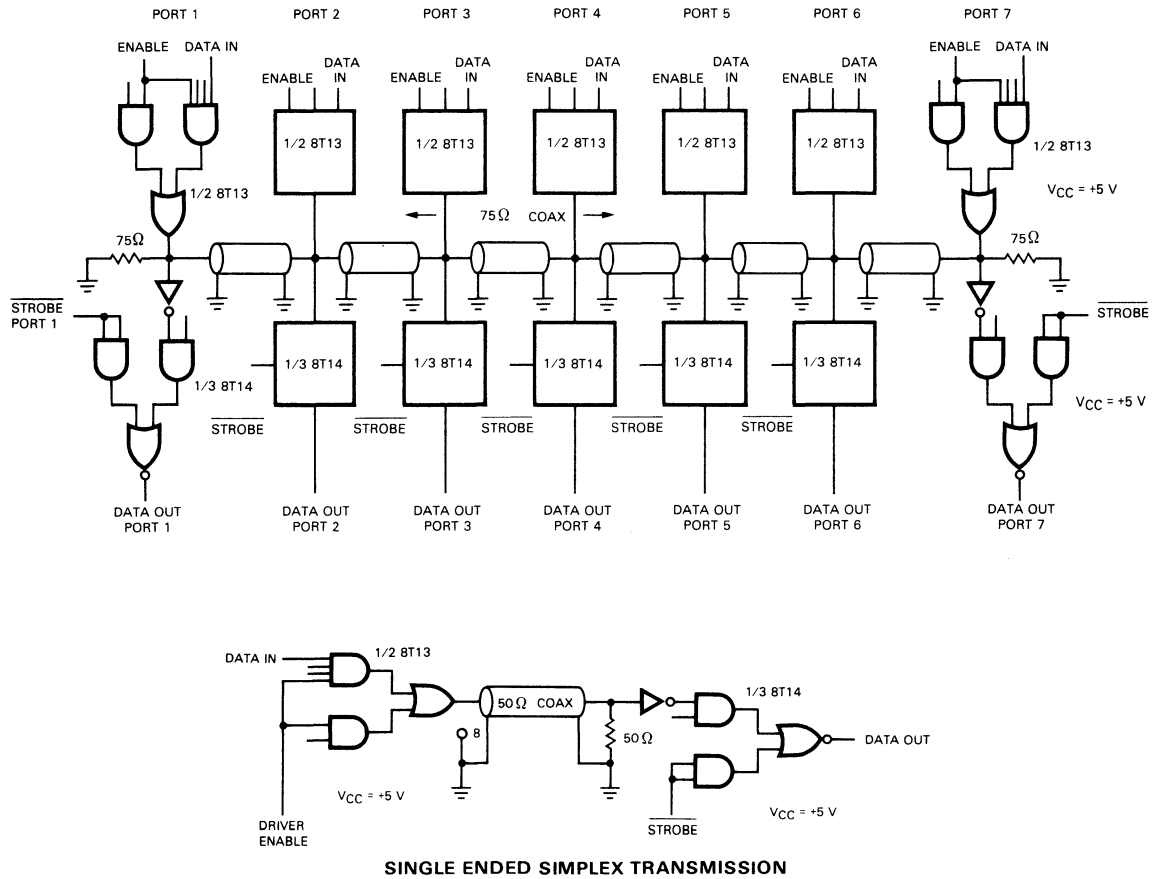 PORT 1
PORT 2
PORT 3
PORT 4
PORT 5
PORT 6
PORT 7
ENABLE DATA IN
ENABLE DATA IN
ENABLE DATA IN
ENABLE DATA IN
ENABLE DATA IN
ENABLE DATA IN
ENABLE DATA IN
1/2 8T13
1/2 8T13
1/2 8T13
1/2 8T13
1/2 8T13
1/2 8T13
1/2 8T13
VCC = +5 V
75Ω
75Ω COAX
75Ω
STROBE
PORT 1
STROBE
1/3 8T14
1/3 8T14
1/3 8T14
1/3 8T14
1/3 8T14
1/3 8T14
VCC = +5 V
STROBE
STROBE
STROBE
STROBE
STROBE
DATA OUT
PORT 1
DATA OUT
PORT 2
DATA OUT
PORT 3
DATA OUT
PORT 4
DATA OUT
PORT 5
DATA OUT
PORT 6
DATA OUT
PORT 7
DATA IN
1/2 8T13
50Ω COAX
8
50Ω
1/3 8T14
DATA OUT
VCC = +5 V
VCC = +5 V
DRIVER
ENABLE
STROBE
SINGLE ENDED SIMPLEX TRANSMISSION